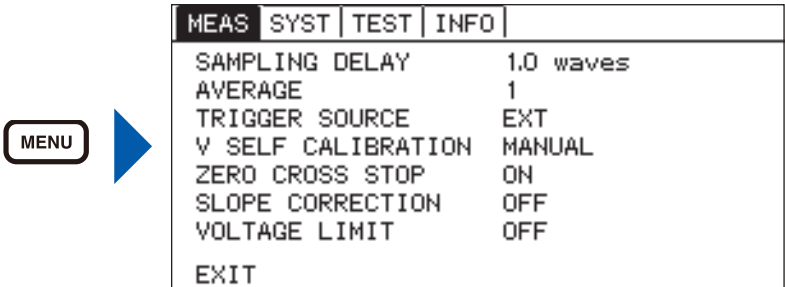 MEAS SYST TEST INFO
SAMPLING DELAY 1.0 waves
AVERAGE 1
TRIGGER SOURCE EXT
MENU
V SELF CALIBRATION MANUAL
ZERO CROSS STOP ON
SLOPE CORRECTION OFF
VOLTAGE LIMIT OFF
EXIT